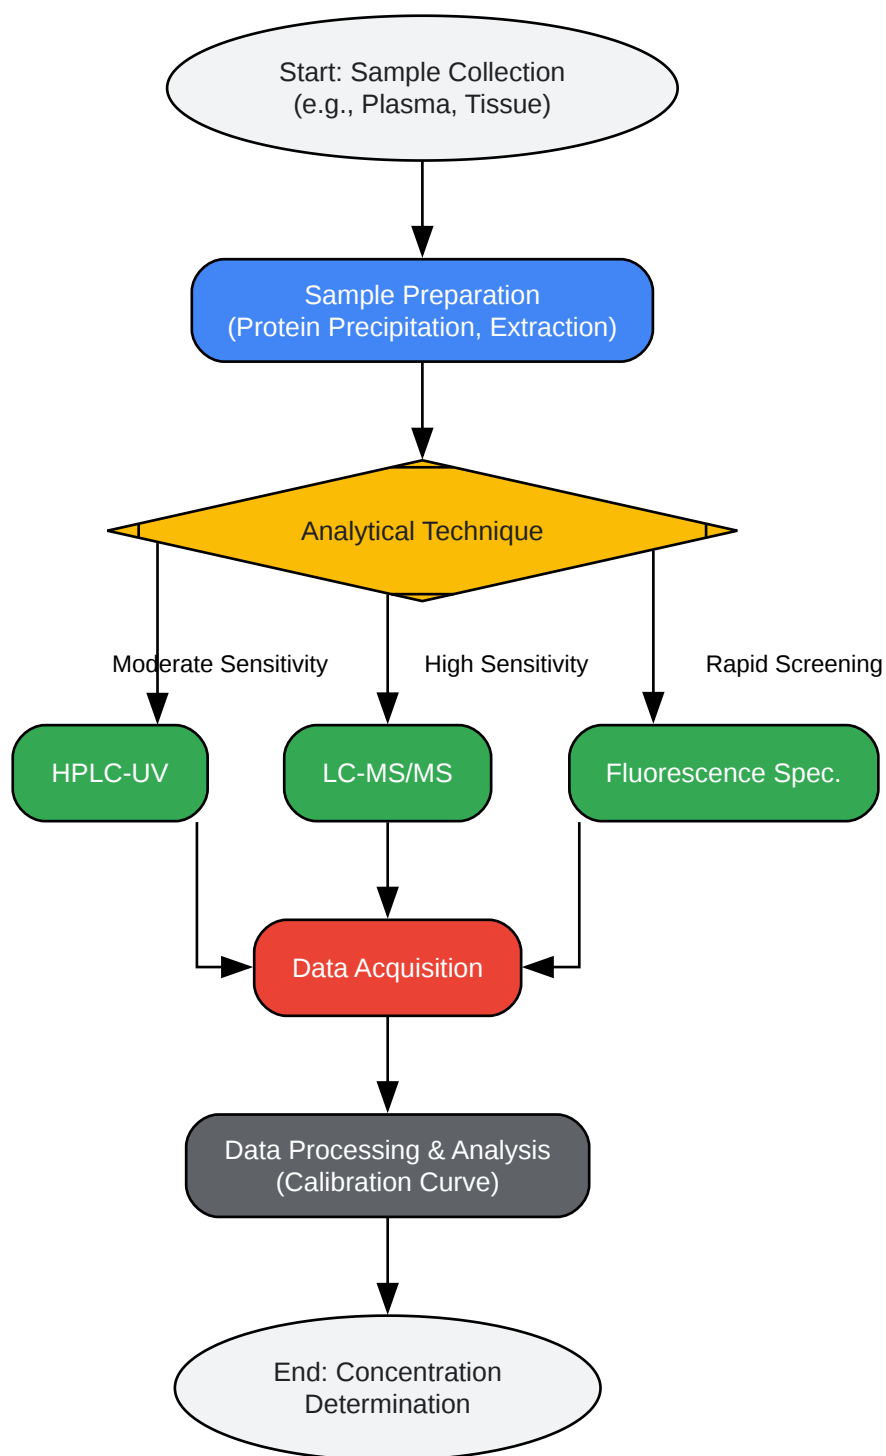 Start: Sample Collection
(e.g., Plasma, Tissue)
Sample Preparation
(Protein Precipitation, Extraction)
Analytical Technique
Moderate Sensitivity
High Sensitivity
Rapid Screening
HPLC-UV
LC-MS/MS
Fluorescence Spec.
Data Acquisition
Data Processing & Analysis
(Calibration Curve)
End: Concentration
Determination